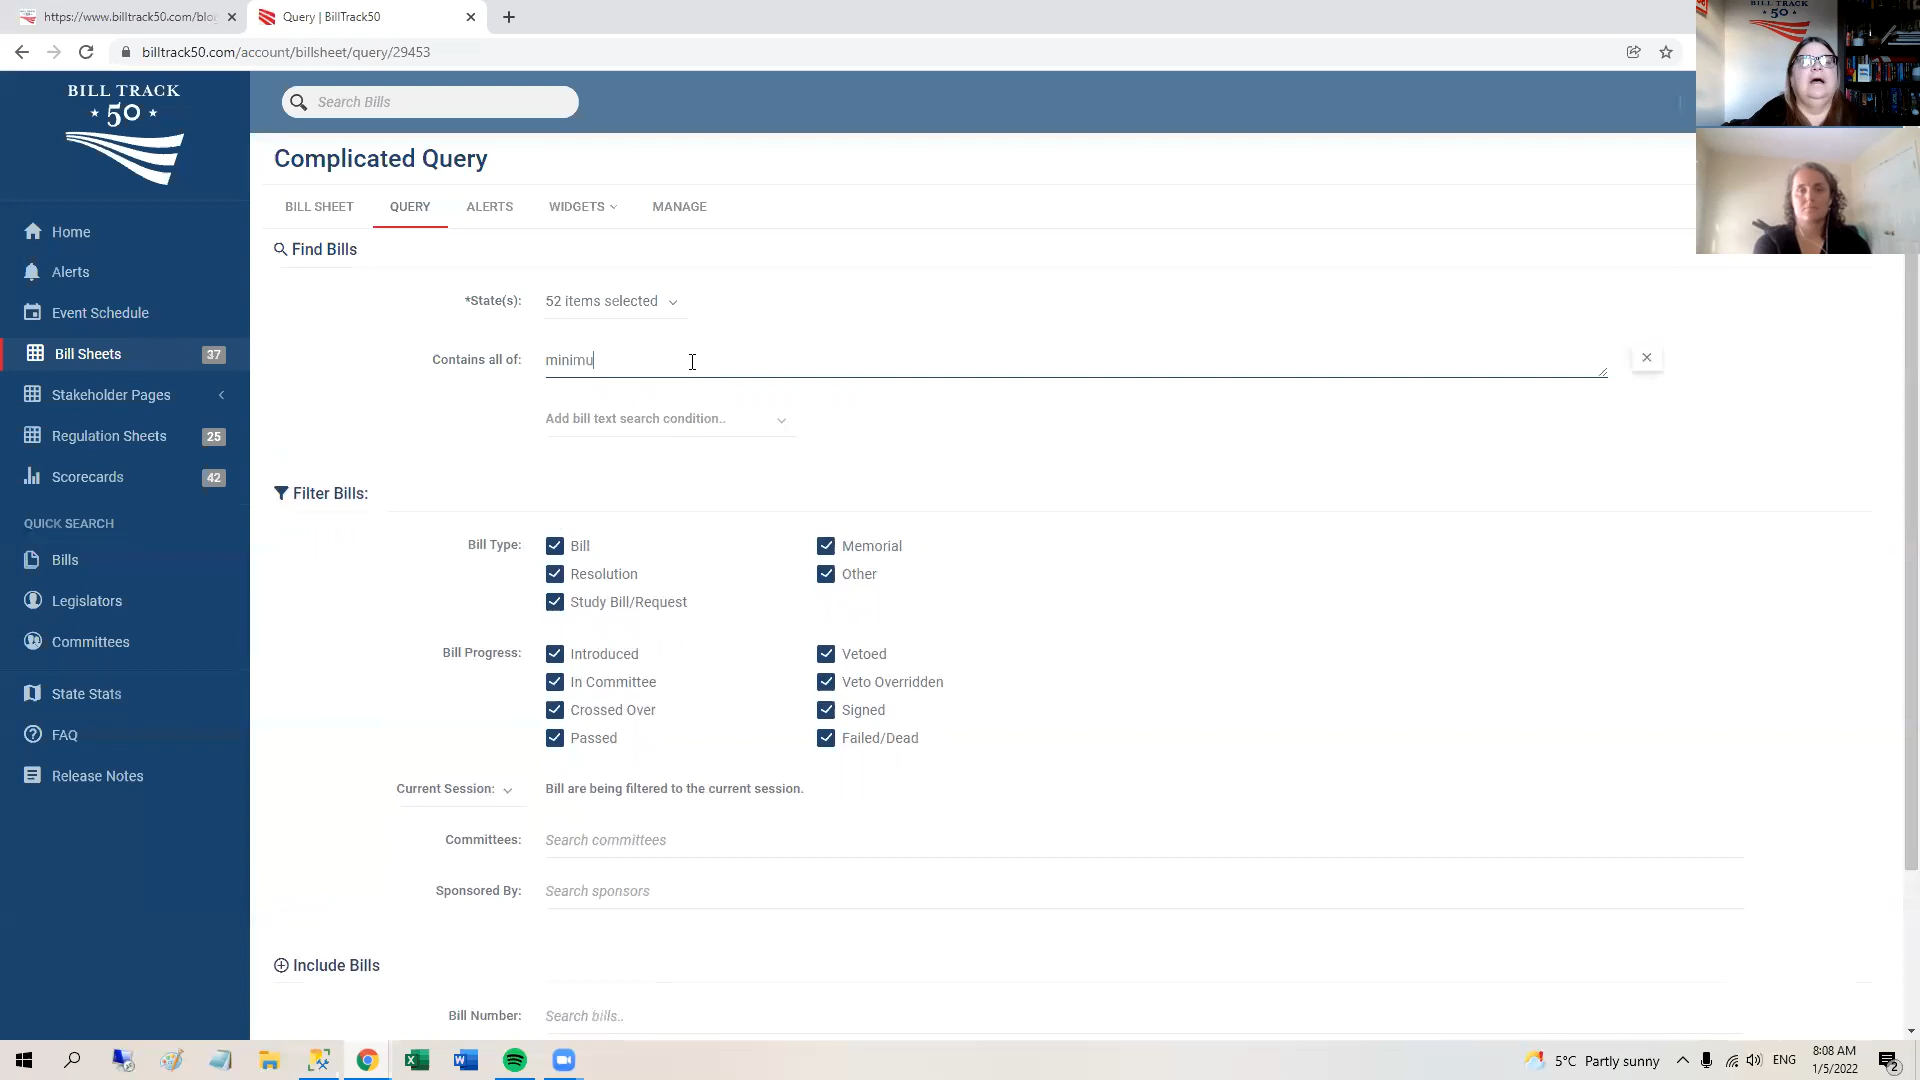 https://www.billtrack50.com/blo
Query | BillTrack50
billtrack50.com/account/billsheet/query/29453
BILL TRACK
50
Search Bills
BILL TRACK
50
Complicated Query
BILL SHEET
QUERY
ALERTS
WIDGETS
MANAGE
Home
Alerts
Event Schedule
Bill Sheets 37
Stakeholder Pages
Regulation Sheets 25
Scorecards 42
QUICK SEARCH
Bills
Legislators
Committees
State Stats
FAQ
Release Notes
Find Bills
*State(s): 52 items selected
Contains all of: minimu
Add bill text search condition..
Filter Bills:
Bill Type: Bill Memorial
Resolution Other
Study Bill/Request
Bill Progress: Introduced Vetoed
In Committee Veto Overridden
Crossed Over Signed
Passed Failed/Dead
Current Session: Bill are being filtered to the current session.
Committees: Search committees
Sponsored By: Search sponsors
Include Bills
Bill Number: Search bills..
5°C Partly sunny
ENG
8:08 AM
1/5/2022
2